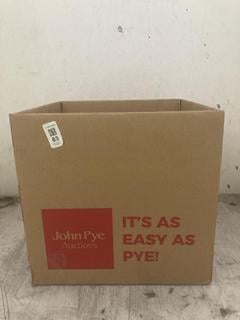 John Pye
Auctions
IT'S AS
EASY AS
PYE!